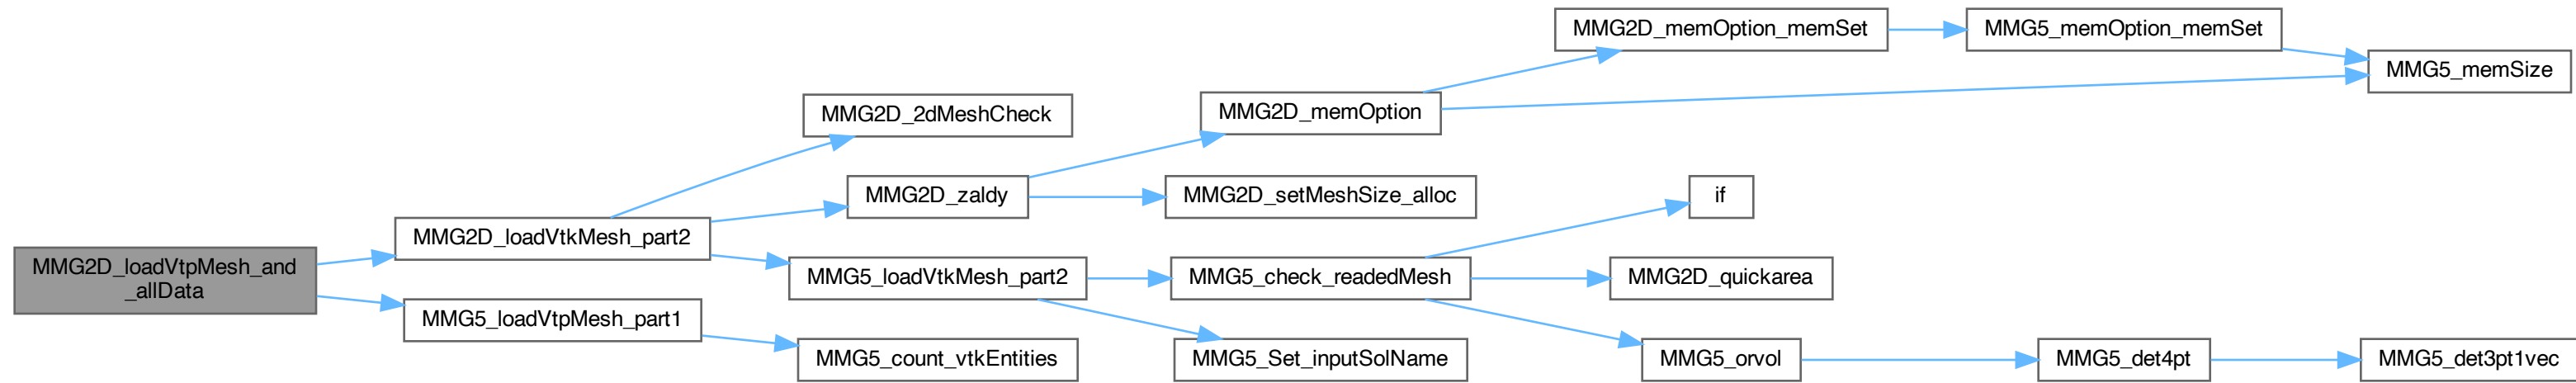 MMG2D_loadVtpMesh_and
_allData
MMG2D_loadVtkMesh_part2
MMG5_loadVtpMesh_part1
MMG2D_2dMeshCheck
MMG2D_zaldy
MMG5_loadVtkMesh_part2
MMG5_count_vtkEntities
MMG2D_memOption
MMG2D_setMeshSize_alloc
MMG5_check_readedMesh
MMG5_Set_inputSolName
MMG2D_memOption_memSet
if
MMG2D_quickarea
MMG5_orvol
MMG5_memOption_memSet
MMG5_det4pt
MMG5_memSize
MMG5_det3pt1vec